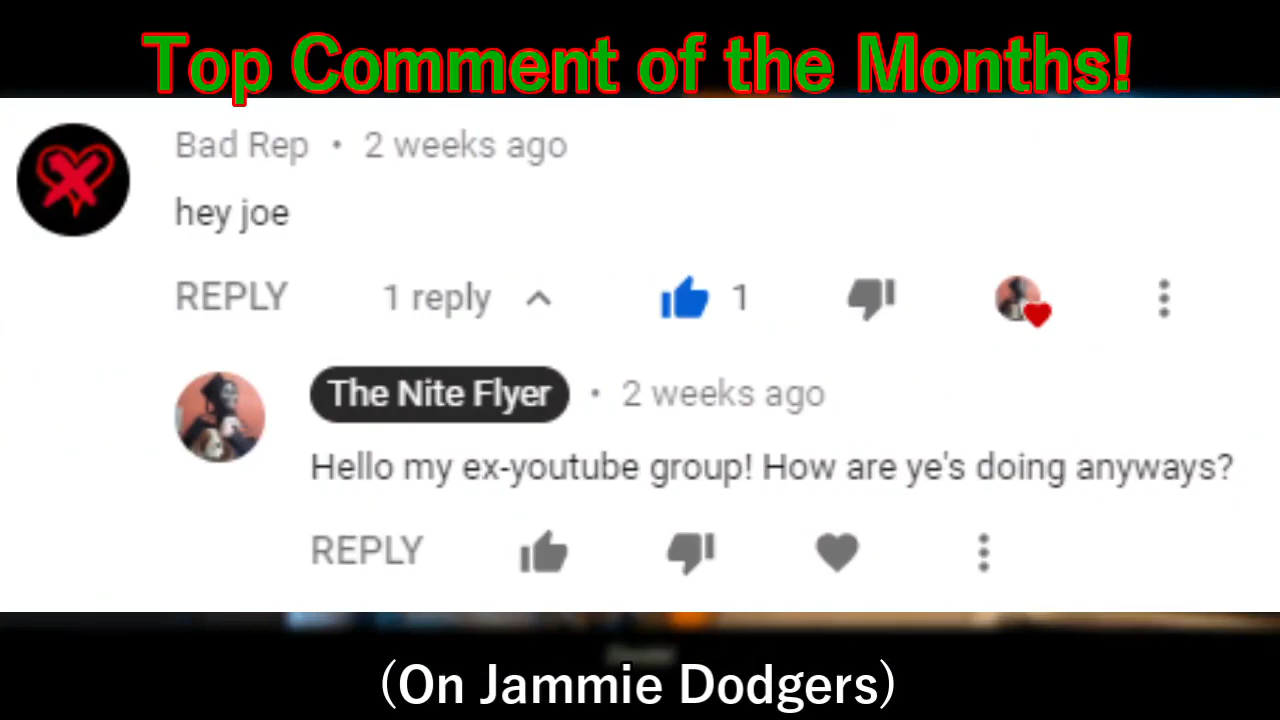 Top Comment of the Months!
Bad Rep • 2 weeks ago
hey joe
REPLY 1 reply 1
The Nite Flyer • 2 weeks ago
Hello my ex-youtube group! How are ye's doing anyways?
REPLY
(On Jammie Dodgers)